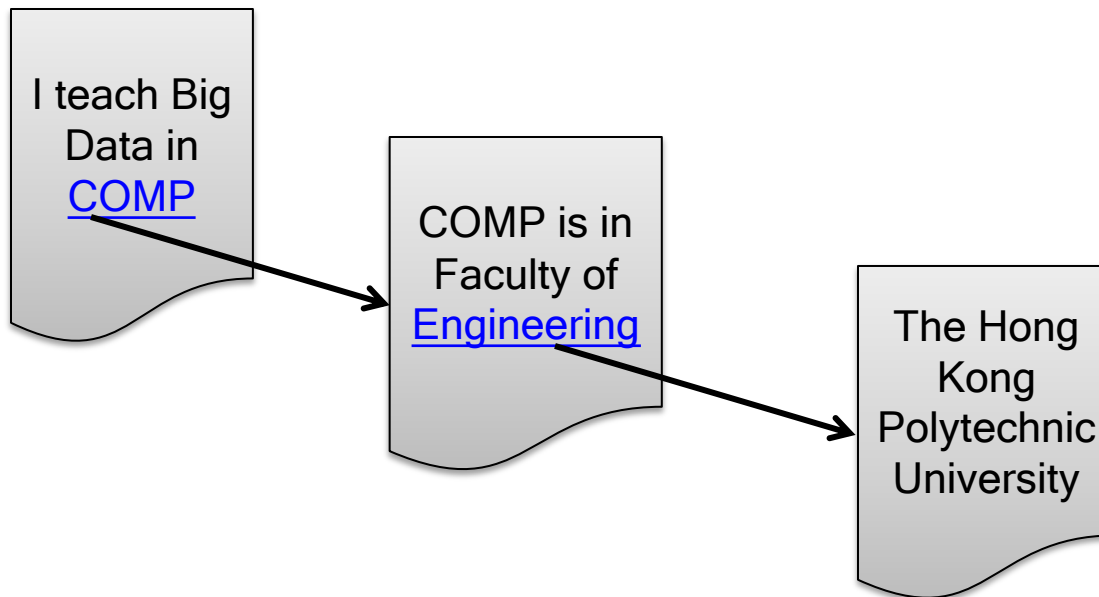 I teach Big
Data in
COMP
COMP is in
Faculty of
Engineering
The Hong
Kong
Polytechnic
University